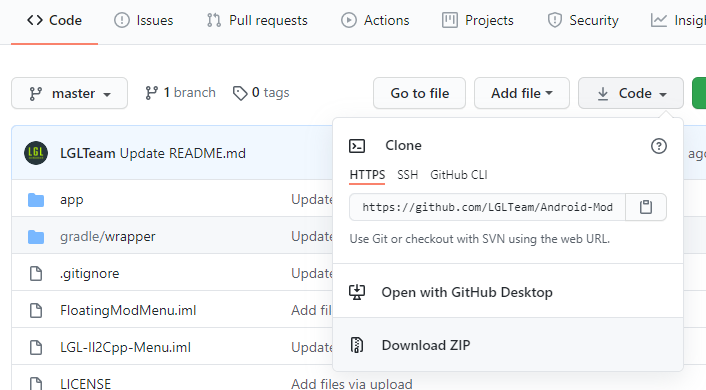 Code Issues Pull requests Actions Projects Security Insig
master 1 branch 0 tags Go to file Add file Code
LGL LGLTeam Update README.md ago
Clone
HTTPS SSH GitHub CLI
app Update
https://github.com/LGLTeam/Android-Mod
gradle/wrapper Update
Use Git or checkout with SVN using the web URL.
.gitignore Update
Open with GitHub Desktop
FloatingModMenu.iml Add fil
LGL-Il2Cpp-Menu.iml Update
Download ZIP
LICENSE Add files via upload